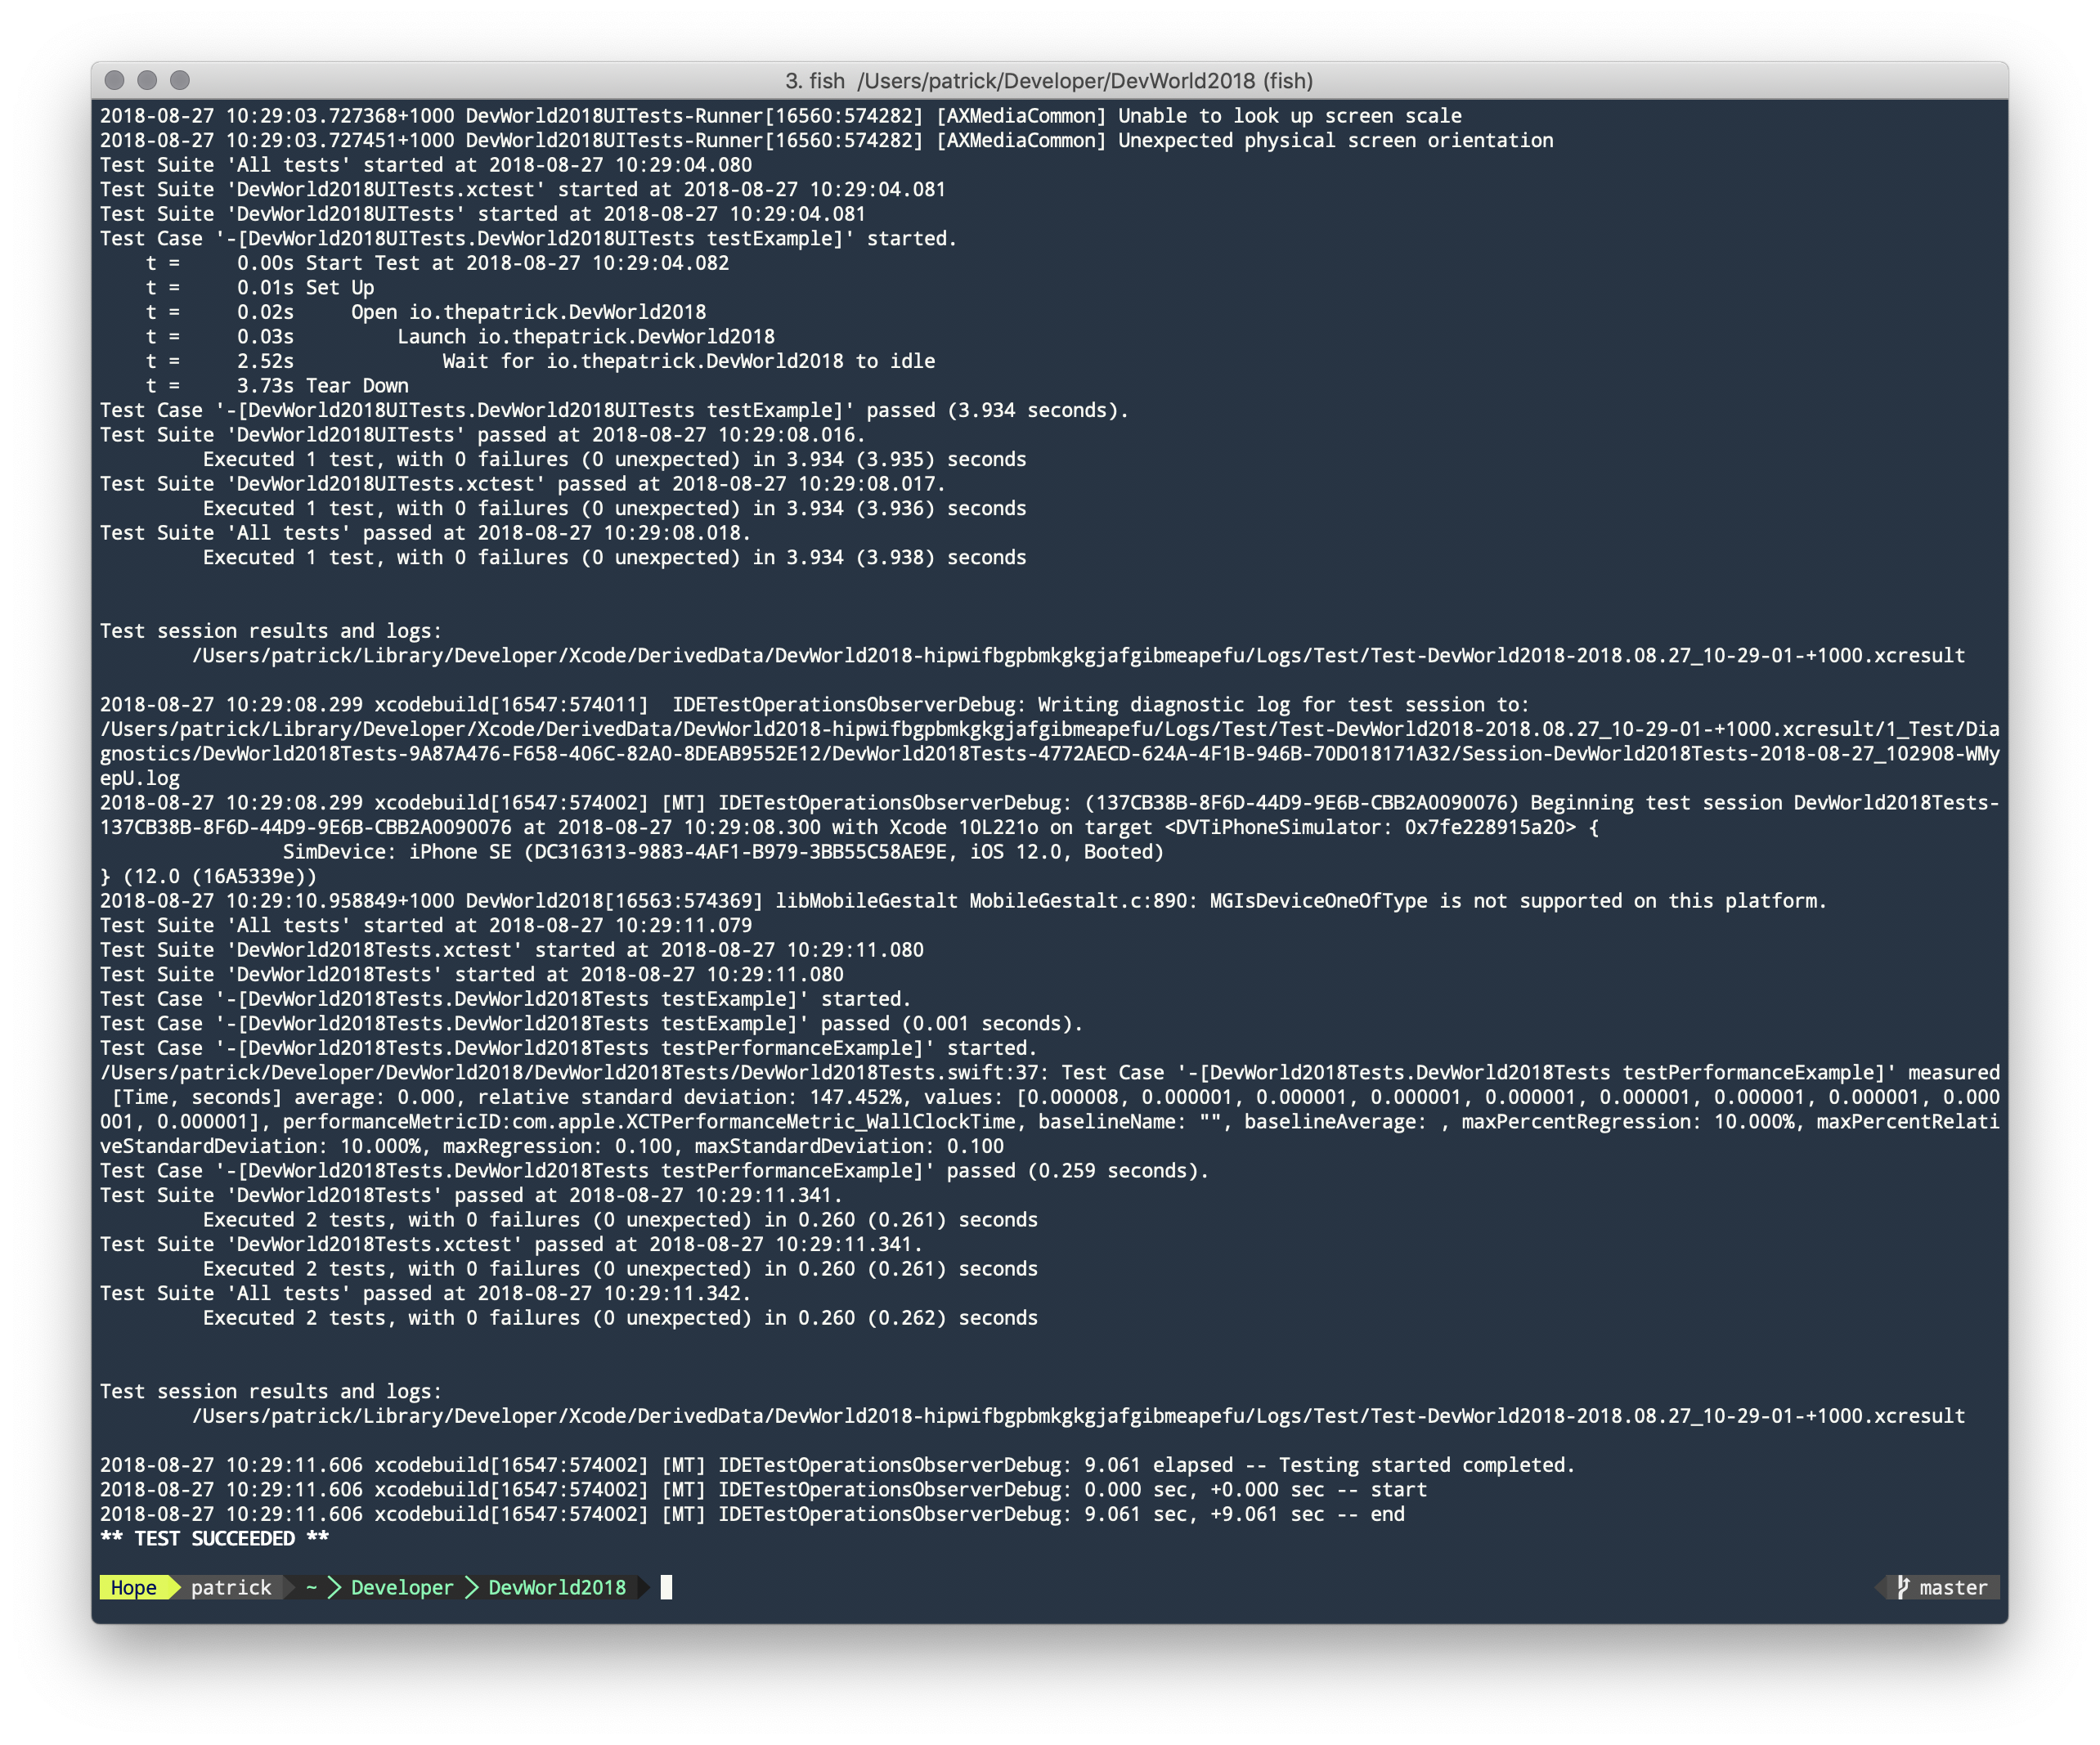 3. fish  /Users/patrick/Developer/DevWorld2018 (fish)
2018-08-27 10:29:03.727368+1000 DevWorld2018UITests-Runner[16560:574282] [AXMediaCommon] Unable to look up screen scale
2018-08-27 10:29:03.727451+1000 DevWorld2018UITests-Runner[16560:574282] [AXMediaCommon] Unexpected physical screen orientation
Test Suite 'All tests' started at 2018-08-27 10:29:04.080
Test Suite 'DevWorld2018UITests.xctest' started at 2018-08-27 10:29:04.081
Test Suite 'DevWorld2018UITests' started at 2018-08-27 10:29:04.081
Test Case '-[DevWorld2018UITests.DevWorld2018UITests testExample]' started.
    t =     0.00s Start Test at 2018-08-27 10:29:04.082
    t =     0.01s Set Up
    t =     0.02s     Open io.thepatrick.DevWorld2018
    t =     0.03s         Launch io.thepatrick.DevWorld2018
    t =     2.52s             Wait for io.thepatrick.DevWorld2018 to idle
    t =     3.73s Tear Down
Test Case '-[DevWorld2018UITests.DevWorld2018UITests testExample]' passed (3.934 seconds).
Test Suite 'DevWorld2018UITests' passed at 2018-08-27 10:29:08.016.
         Executed 1 test, with 0 failures (0 unexpected) in 3.934 (3.935) seconds
Test Suite 'DevWorld2018UITests.xctest' passed at 2018-08-27 10:29:08.017.
         Executed 1 test, with 0 failures (0 unexpected) in 3.934 (3.936) seconds
Test Suite 'All tests' passed at 2018-08-27 10:29:08.018.
         Executed 1 test, with 0 failures (0 unexpected) in 3.934 (3.938) seconds
Test session results and logs:
        /Users/patrick/Library/Developer/Xcode/DerivedData/DevWorld2018-hipwifbgpbmkgkgjafgibmeapefu/Logs/Test/Test-DevWorld2018-2018.08.27_10-29-01-+1000.xcresult
2018-08-27 10:29:08.299 xcodebuild[16547:574011]  IDETestOperationsObserverDebug: Writing diagnostic log for test session to:
/Users/patrick/Library/Developer/Xcode/DerivedData/DevWorld2018-hipwifbgpbmkgkgjafgibmeapefu/Logs/Test/Test-DevWorld2018-2018.08.27_10-29-01-+1000.xcresult/1_Test/Dia
gnostics/DevWorld2018Tests-9A87A476-F658-406C-82A0-8DEAB9552E12/DevWorld2018Tests-4772AECD-624A-4F1B-946B-70D018171A32/Session-DevWorld2018Tests-2018-08-27_102908-WMy
epU.log
2018-08-27 10:29:08.299 xcodebuild[16547:574002] [MT] IDETestOperationsObserverDebug: (137CB38B-8F6D-44D9-9E6B-CBB2A0090076) Beginning test session DevWorld2018Tests-
137CB38B-8F6D-44D9-9E6B-CBB2A0090076 at 2018-08-27 10:29:08.300 with Xcode 10L221o on target <DVTiPhoneSimulator: 0x7fe228915a20> {
                SimDevice: iPhone SE (DC316313-9883-4AF1-B979-3BB55C58AE9E, iOS 12.0, Booted)
} (12.0 (16A5339e))
2018-08-27 10:29:10.958849+1000 DevWorld2018[16563:574369] libMobileGestalt MobileGestalt.c:890: MGIsDeviceOneOfType is not supported on this platform.
Test Suite 'All tests' started at 2018-08-27 10:29:11.079
Test Suite 'DevWorld2018Tests.xctest' started at 2018-08-27 10:29:11.080
Test Suite 'DevWorld2018Tests' started at 2018-08-27 10:29:11.080
Test Case '-[DevWorld2018Tests.DevWorld2018Tests testExample]' started.
Test Case '-[DevWorld2018Tests.DevWorld2018Tests testExample]' passed (0.001 seconds).
Test Case '-[DevWorld2018Tests.DevWorld2018Tests testPerformanceExample]' started.
/Users/patrick/Developer/DevWorld2018/DevWorld2018Tests/DevWorld2018Tests.swift:37: Test Case '-[DevWorld2018Tests.DevWorld2018Tests testPerformanceExample]' measured
 [Time, seconds] average: 0.000, relative standard deviation: 147.452%, values: [0.000008, 0.000001, 0.000001, 0.000001, 0.000001, 0.000001, 0.000001, 0.000001, 0.000
001, 0.000001], performanceMetricID:com.apple.XCTPerformanceMetric_WallClockTime, baselineName: "", baselineAverage: , maxPercentRegression: 10.000%, maxPercentRelati
veStandardDeviation: 10.000%, maxRegression: 0.100, maxStandardDeviation: 0.100
Test Case '-[DevWorld2018Tests.DevWorld2018Tests testPerformanceExample]' passed (0.259 seconds).
Test Suite 'DevWorld2018Tests' passed at 2018-08-27 10:29:11.341.
         Executed 2 tests, with 0 failures (0 unexpected) in 0.260 (0.261) seconds
Test Suite 'DevWorld2018Tests.xctest' passed at 2018-08-27 10:29:11.341.
         Executed 2 tests, with 0 failures (0 unexpected) in 0.260 (0.261) seconds
Test Suite 'All tests' passed at 2018-08-27 10:29:11.342.
         Executed 2 tests, with 0 failures (0 unexpected) in 0.260 (0.262) seconds
Test session results and logs:
        /Users/patrick/Library/Developer/Xcode/DerivedData/DevWorld2018-hipwifbgpbmkgkgjafgibmeapefu/Logs/Test/Test-DevWorld2018-2018.08.27_10-29-01-+1000.xcresult
2018-08-27 10:29:11.606 xcodebuild[16547:574002] [MT] IDETestOperationsObserverDebug: 9.061 elapsed -- Testing started completed.
2018-08-27 10:29:11.606 xcodebuild[16547:574002] [MT] IDETestOperationsObserverDebug: 0.000 sec, +0.000 sec -- start
2018-08-27 10:29:11.606 xcodebuild[16547:574002] [MT] IDETestOperationsObserverDebug: 9.061 sec, +9.061 sec -- end
** TEST SUCCEEDED **
Hope patrick ~ Developer DevWorld2018 master